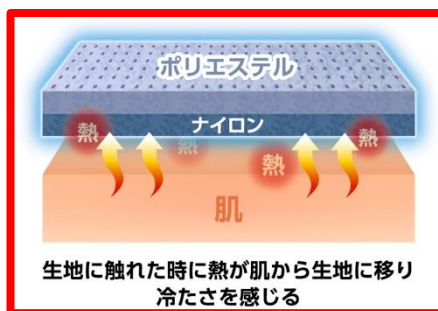 ポリエステル
ナイロン
熱
熱
熱
熱
肌
生地に触れた時に熱が肌から生地に移り
冷たさを感じる